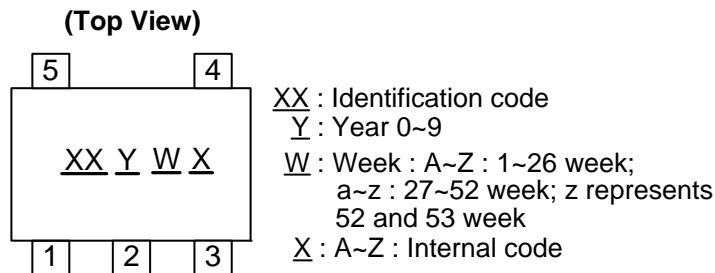 (Top View)
5 4
XX Y W X
1 2 3
XX : Identification code
Y : Year 0~9
W : Week : A~Z : 1~26 week;
a~z : 27~52 week; z represents
52 and 53 week
X : A~Z : Internal code